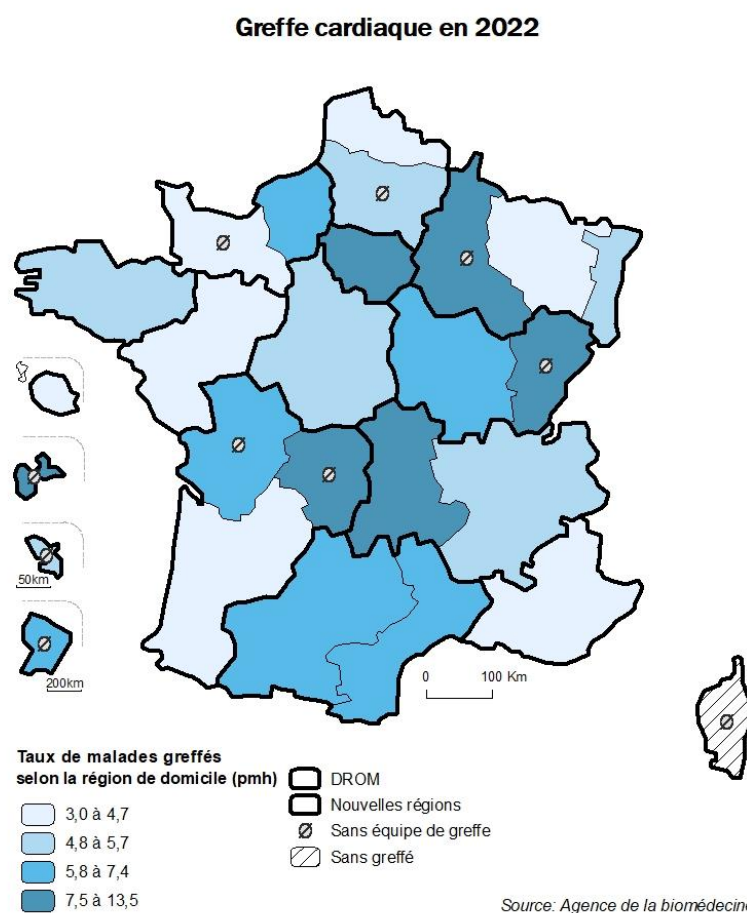 Greffe cardiaque en 2022
50km
200km
0 100 Km
Taux de malades greffés
selon la région de domicile (pmh)
3,0 à 4,7
4,8 à 5,7
5,8 à 7,4
7,5 à 13,5
DROM
Nouvelles régions
Sans équipe de greffe
Sans greffé
Source: Agence de la biomédecine